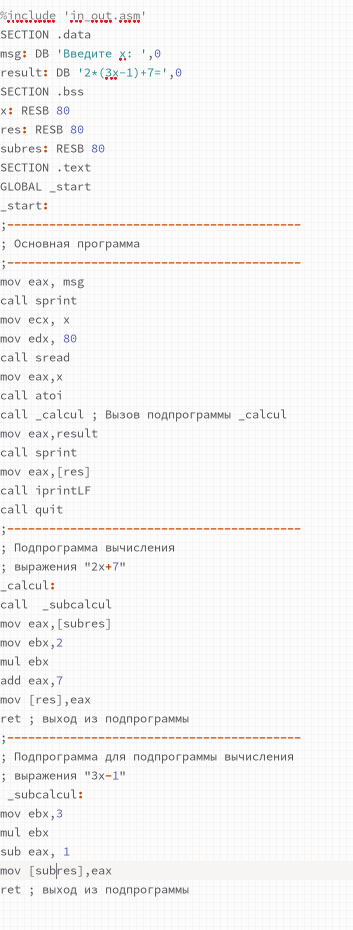 %include 'in_out.asm'
SECTION .data
msg: DB 'Введите x: ',0
result: DB '2*(3x-1)+7=',0
SECTION .bss
x: RESB 80
res: RESB 80
subres: RESB 80
SECTION .text
GLOBAL _start
_start:
;------------------------------------------
; Основная программа
;------------------------------------------
mov eax, msg
call sprint
mov ecx, x
mov edx, 80
call sread
mov eax,x
call atoi
call _calcul ; Вызов подпрограммы _calcul
mov eax,result
call sprint
mov eax,[res]
call iprintLF
call quit
;------------------------------------------
; Подпрограмма вычисления
; выражения "2x+7"
_calcul:
call  _subcalcul
mov eax,[subres]
mov ebx,2
mul ebx
add eax,7
mov [res],eax
ret ; выход из подпрограммы
;------------------------------------------
; Подпрограмма для подпрограммы вычисления
; выражения "3x-1"
 _subcalcul:
mov ebx,3
mul ebx
sub eax, 1
mov [subres],eax
ret ; выход из подпрограммы